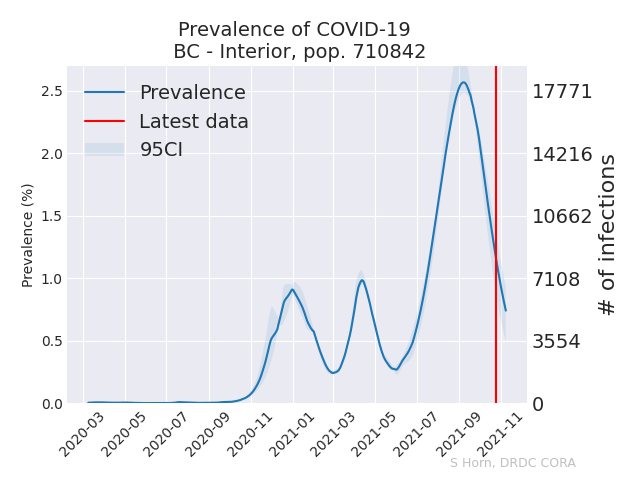 Prevalence of COVID-19
BC - Interior, pop. 710842
Prevalence
Latest data
95CI
Prevalence (%)
2.5
2.0
1.5
1.0
0.5
0.0
17771
14216
10662
7108
3554
0
# of infections
2020-03
2020-05
2020-07
2020-09
2020-11
2021-01
2021-03
2021-05
2021-07
2021-09
2021-11
S Horn, DRDC CORA